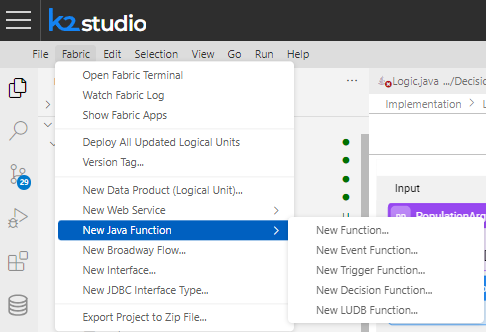 k2studio
File Fabric Edit Selection View Go Run Help
Logic.java .../Decisio
Open Fabric Terminal
Watch Fabric Log
Show Fabric Apps
Deploy All Updated Logical Units
Version Tag...
New Data Product (Logical Unit)...
New Web Service
New Java Function
New Broadway Flow...
New Interface...
New JDBC Interface Type...
Export Project to Zip File...
New Function...
New Event Function...
New Trigger Function...
New Decision Function...
New LUDB Function...
Implementation
Input
PopulationArg
29
U